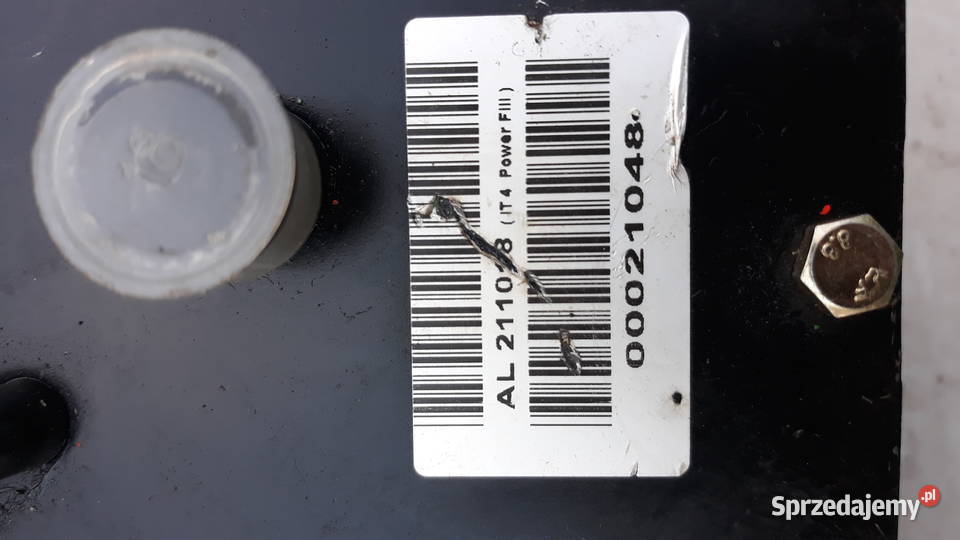 AL (IT4 Power Fill)
00021048
8.8
Sprzedajemy.pl